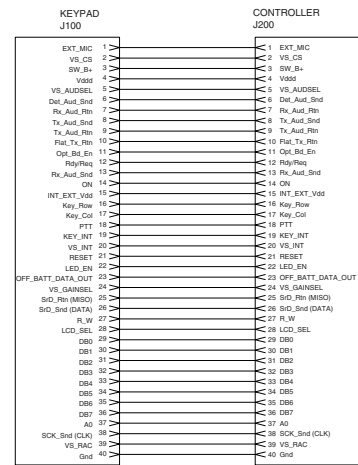 KEYPAD CONTROLLER
J100 J200
EXT_MIC 1 1 EXT_MIC
VS_CS 2 2 VS_CS
SW_B+ 3 3 SW_B+
Vddd 4 4 Vddd
VS_AUDSEL 5 5 VS_AUDSEL
Det_Aud_Snd 6 6 Det_Aud_Snd
Rx_Aud_Rtn 7 7 Rx_Aud_Rtn
Tx_Aud_Snd 8 8 Tx_Aud_Snd
Tx_Aud_Rtn 9 9 Tx_Aud_Rtn
Flat_Tx_Rtn 10 10 Flat_Tx_Rtn
Opt_Bd_En 11 11 Opt_Bd_En
Rdy/Req 12 12 Rdy/Req
Rx_Aud_Snd 13 13 Rx_Aud_Snd
ON 14 14 ON
INT_EXT_Vdd 15 15 INT_EXT_Vdd
Key_Row 16 16 Key_Row
Key_Col 17 17 Key_Col
PTT 18 18 PTT
KEY_INT 19 19 KEY_INT
VS_INT 20 20 VS_INT
RESET 21 21 RESET
LED_EN 22 22 LED_EN
OFF_BATT_DATA_OUT 23 23 OFF_BATT_DATA_OUT
VS_GAINSEL 24 24 VS_GAINSEL
SrD_Rtn (MISO) 25 25 SrD_Rtn (MISO)
SrD_Snd (DATA) 26 26 SrD_Snd (DATA)
R_W 27 27 R_W
LCD_SEL 28 28 LCD_SEL
DB0 29 29 DB0
DB1 30 30 DB1
DB2 31 31 DB2
DB3 32 32 DB3
DB4 33 33 DB4
DB5 34 34 DB5
DB6 35 35 DB6
DB7 36 36 DB7
A0 37 37 A0
SCK_Snd (CLK) 38 38 SCK_Snd (CLK)
VS_RAC 39 39 VS_RAC
Gnd 40 40 Gnd